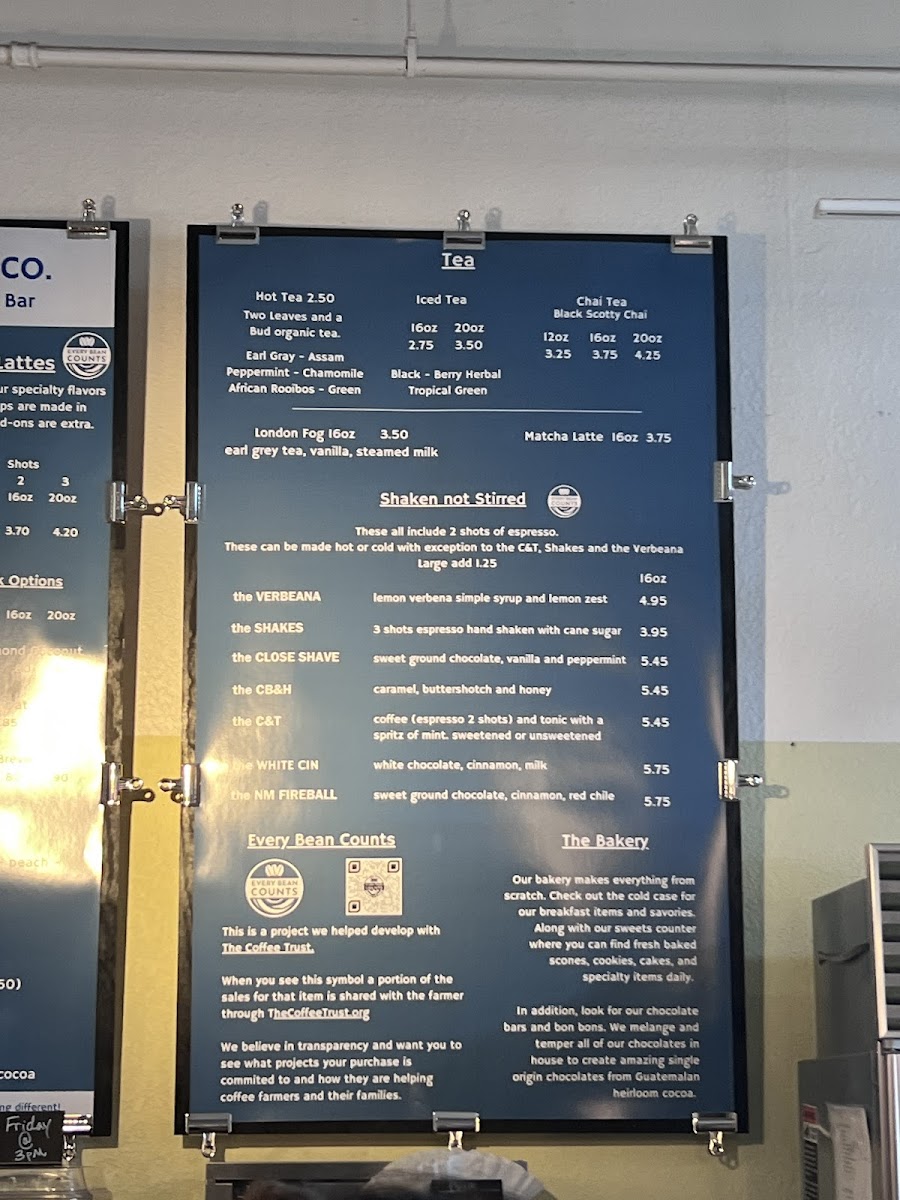 CO.
Bar
Lattes
EVERY BEAN
COUNTS
ur specialty flavors
ps are made in
d-ons are extra.
Shots
2 3
16oz 20oz
3.70 4.20
k Options
16oz 20oz
peach -
50)
cocoa
ng different!
Friday
@
3PM
Tea
Hot Tea 2.50
Two Leaves and a
Bud organic tea.
Earl Gray - Assam
Peppermint - Chamomile
African Rooibos - Green
Iced Tea
16oz 20oz
2.75 3.50
Black - Berry Herbal
Tropical Green
Chai Tea
Black Scotty Chai
12oz 16oz 20oz
3.25 3.75 4.25
London Fog 16oz 3.50
earl grey tea, vanilla, steamed milk
Matcha Latte 16oz 3.75
Shaken not Stirred
These all include 2 shots of espresso.
These can be made hot or cold with exception to the C&T, Shakes and the Verbeana
Large add 1.25
16oz
the VERBEANA lemon verbena simple syrup and lemon zest 4.95
the SHAKES 3 shots espresso hand shaken with cane sugar 3.95
the CLOSE SHAVE sweet ground chocolate, vanilla and peppermint 5.45
the CB&H caramel, buttershotch and honey 5.45
the C&T coffee (espresso 2 shots) and tonic with a 5.45
spritz of mint. sweetened or unsweetened
the WHITE CIN white chocolate, cinnamon, milk 5.75
the NM FIREBALL sweet ground chocolate, cinnamon, red chile 5.75
Every Bean Counts
EVERY BEAN
COUNTS
This is a project we helped develop with
The Coffee Trust.
When you see this symbol a portion of the
sales for that item is shared with the farmer
through TheCoffeeTrust.org
We believe in transparency and want you to
see what projects your purchase is
commited to and how they are helping
coffee farmers and their families.
The Bakery
Our bakery makes everything from
scratch. Check out the cold case for
our breakfast items and savories.
Along with our sweets counter
where you can find fresh baked
scones, cookies, cakes, and
specialty items daily.
In addition, look for our chocolate
bars and bon bons. We melange and
temper all of our chocolates in
house to create amazing single
origin chocolates from Guatemalan
heirloom cocoa.